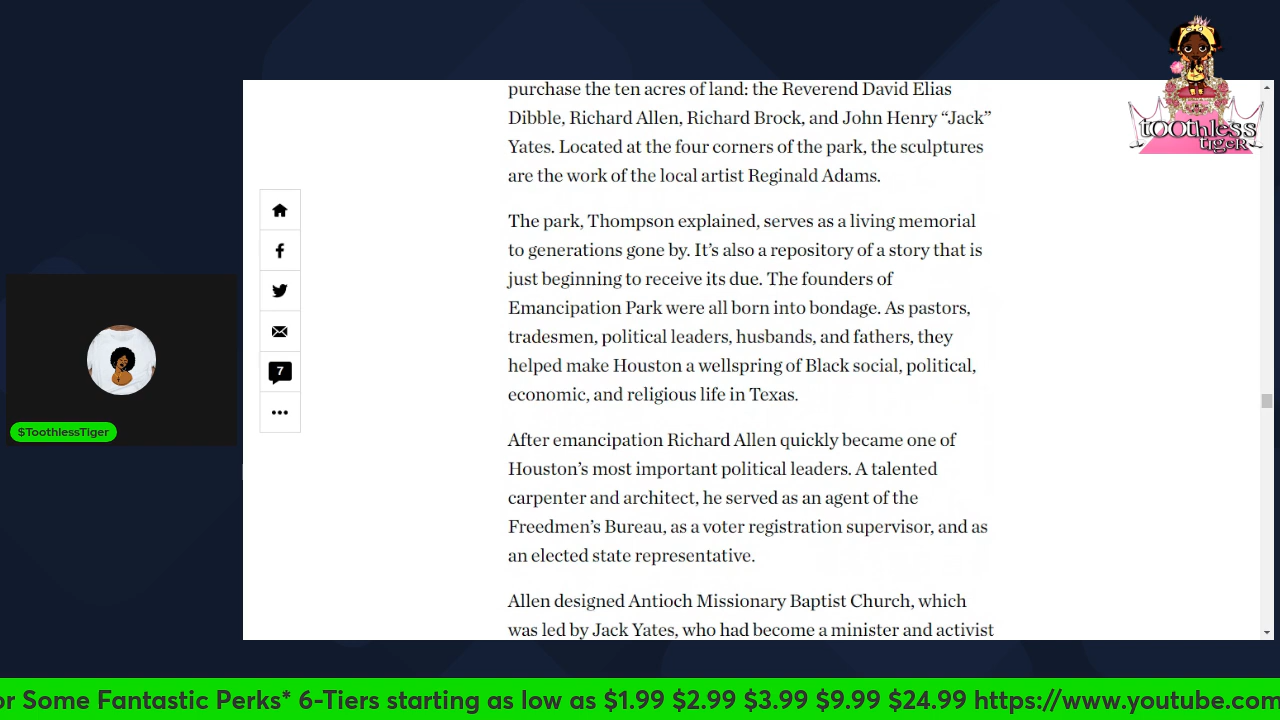 purchase the ten acres of land: the Reverend David Elias
Dibble, Richard Allen, Richard Brock, and John Henry “Jack”
Yates. Located at the four corners of the park, the sculptures
are the work of the local artist Reginald Adams.
The park, Thompson explained, serves as a living memorial
to generations gone by. It’s also a repository of a story that is
just beginning to receive its due. The founders of
Emancipation Park were all born into bondage. As pastors,
tradesmen, political leaders, husbands, and fathers, they
helped make Houston a wellspring of Black social, political,
economic, and religious life in Texas.
After emancipation Richard Allen quickly became one of
Houston’s most important political leaders. A talented
carpenter and architect, he served as an agent of the
Freedmen’s Bureau, as a voter registration supervisor, and as
an elected state representative.
Allen designed Antioch Missionary Baptist Church, which
was led by Jack Yates, who had become a minister and activist
7
$ToothlessTiger
toothless
tiger
or Some Fantastic Perks* 6-Tiers starting as low as $1.99 $2.99 $3.99 $9.99 $24.99 https://www.youtube.com